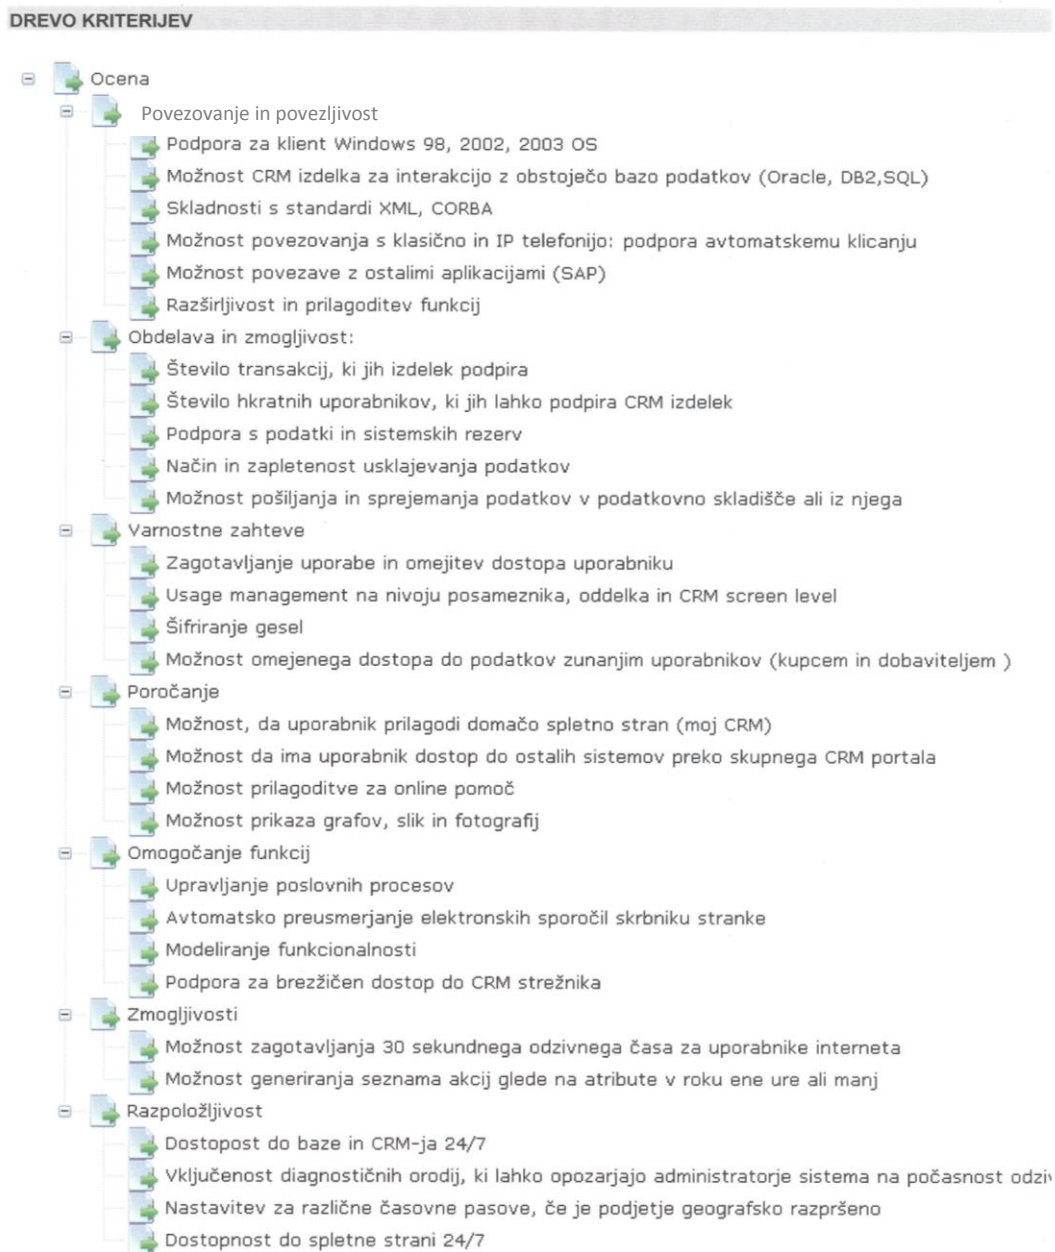 DREVO KRITERIJEV
Ocena
Povezovanje in povezljivost
Podpora za klient Windows 98, 2002, 2003 OS
Možnost CRM izdelka za interakcijo z obstoječo bazo podatkov (Oracle, DB2,SQL)
Skladnosti s standardi XML, CORBA
Možnost povezovanja s klasično in IP telefonijo: podpora avtomatskemu klicanju
Možnost povezave z ostalimi aplikacijami (SAP)
Razširljivost in prilagoditev funkcij
Obdelava in zmogljivost:
Število transakcij, ki jih izdelek podpira
Število hkratnih uporabnikov, ki jih lahko podpira CRM izdelek
Podpora s podatki in sistemskih rezerv
Način in zapletenost usklajevanja podatkov
Možnost pošiljanja in sprejemanja podatkov v podatkovno skladišče ali iz njega
Varnostne zahteve
Zagotavljanje uporabe in omejitev dostopa uporabniku
Usage management na nivoju posameznika, oddelka in CRM screen level
Šifriranje gesel
Možnost omejenega dostopa do podatkov zunanjim uporabnikov (kupcem in dobaviteljem )
Poročanje
Možnost, da uporabnik prilagodi domačo spletno stran (moj CRM)
Možnost da ima uporabnik dostop do ostalih sistemov preko skupnega CRM portala
Možnost prilagoditve za online pomoč
Možnost prikaza grafov, slik in fotografij
Omogočanje funkcij
Upravljanje poslovnih procesov
Avtomatsko preusmerjanje elektronskih sporočil skrbniku stranke
Modeliranje funkcionalnosti
Podpora za brezžičen dostop do CRM strežnika
Zmogljivosti
Možnost zagotavljanja 30 sekundnega odzivnega časa za uporabnike interneta
Možnost generiranja seznama akcij glede na atribute v roku ene ure ali manj
Razpoložljivost
Dostopost do baze in CRM-ja 24/7
Vključenost diagnostičnih orodij, ki lahko opozarjajo administratorje sistema na počasnost
Nastavitev za različne časovne pasove, če je podjetje geografsko razpršeno
Dostopnost do spletne strani 24/7